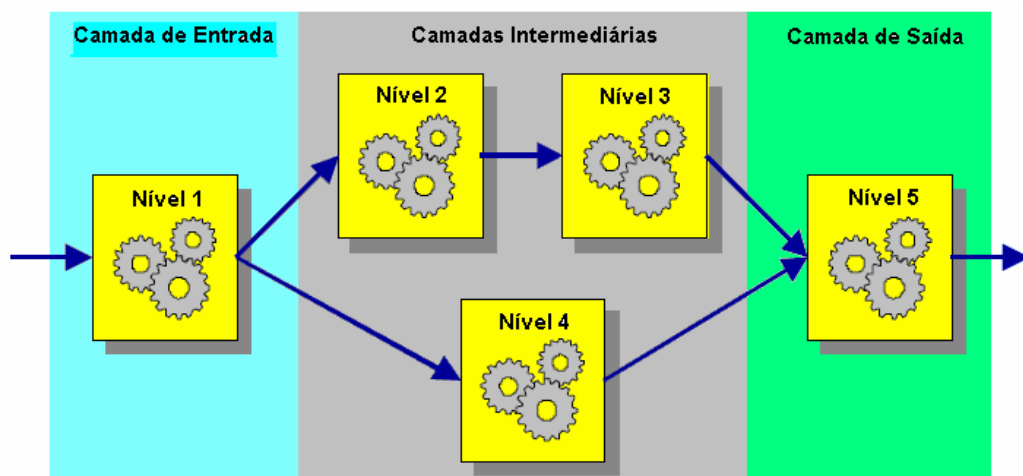 Camada de Entrada
Camadas Intermediárias
Camada de Saída
Nível 1
Nível 2
Nível 3
Nível 4
Nível 5